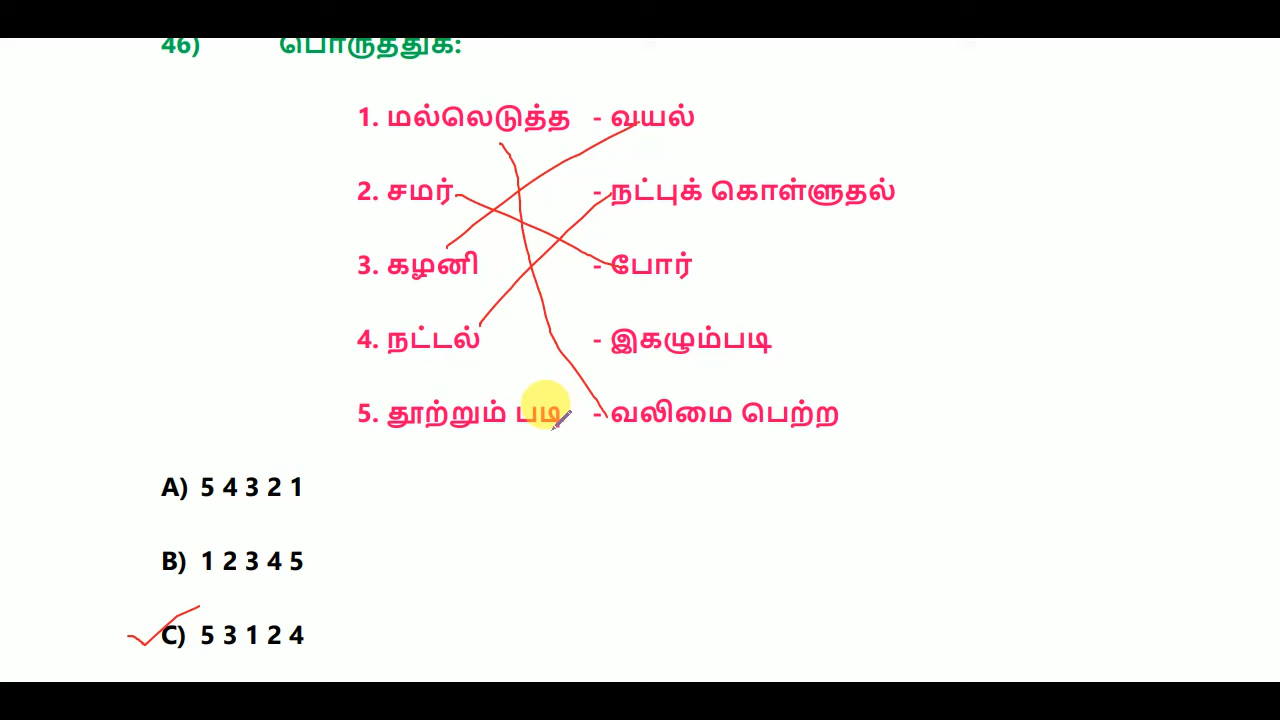 46) பொருத்துக:
1. மல்லெடுத்த - வயல்
2. சமர் - நட்புக் கொள்ளுதல்
3. கழனி - போர்
4. நட்டல் - இகழும்படி
5. தூற்றும் படி - வலிமை பெற்ற
A) 5 4 3 2 1
B) 1 2 3 4 5
C) 5 3 1 2 4